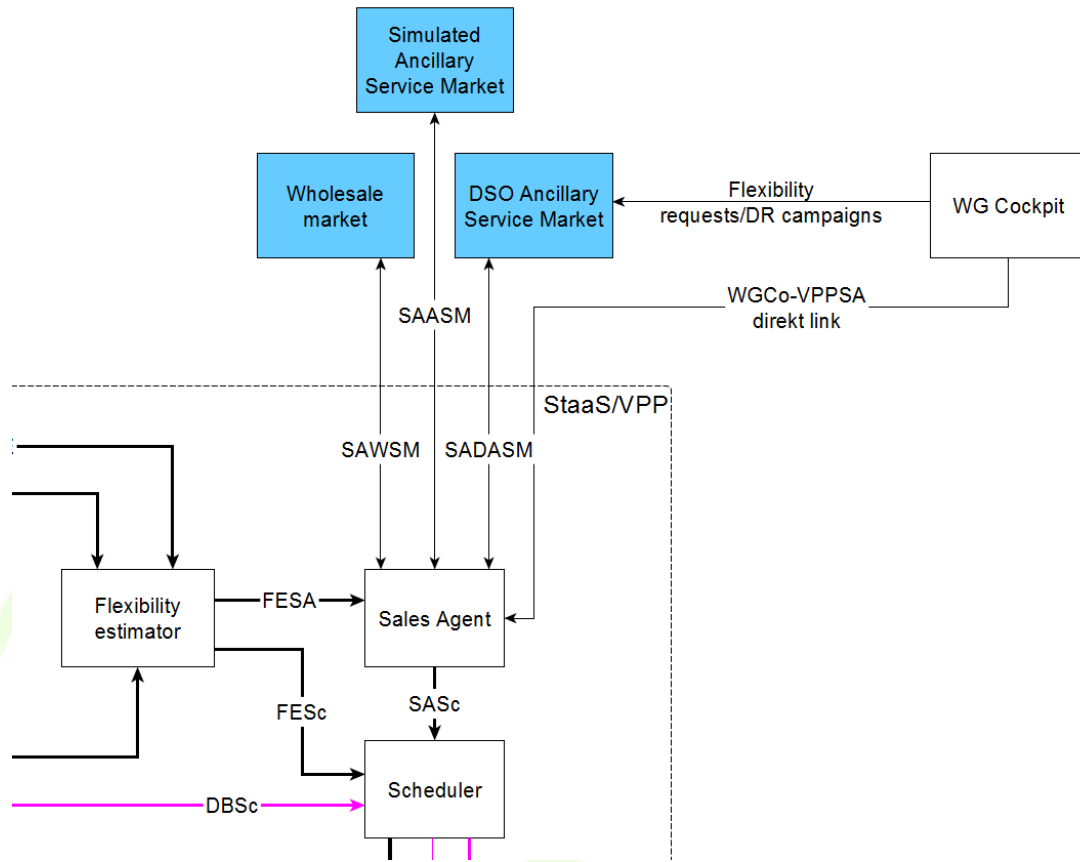 Simulated
Ancillary
Service Market
Wholesale
market
DSO Ancillary
Service Market
Flexibility
requests/DR campaigns
WG Cockpit
WGCo-VPPSA
direkt link
SAASM
StaaS/VPP
SAWSM
SADASM
Flexibility
estimator
FESA
Sales Agent
FESc
SASc
Scheduler
DBSc